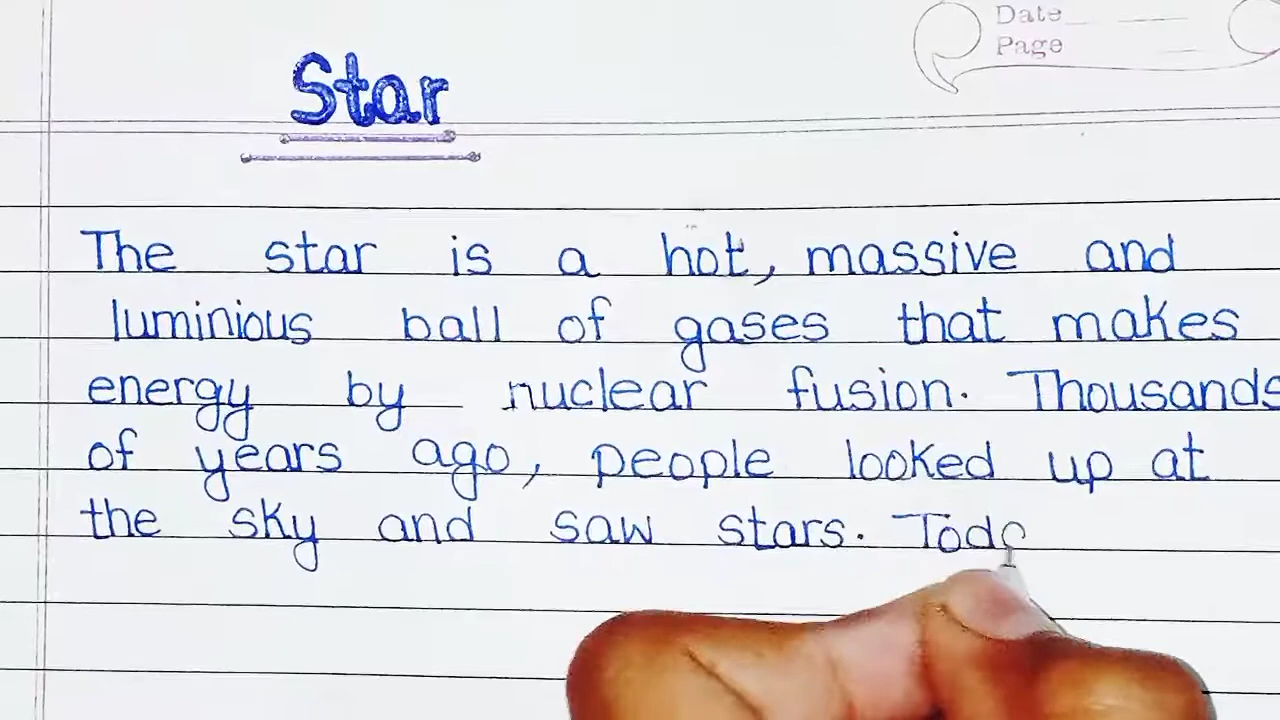 Date
Page
Star
The star is a hot, massive and
luminious ball of gases that makes
energy by nuclear fusion. Thousands
of years ago, people looked up at
the sky and saw stars.